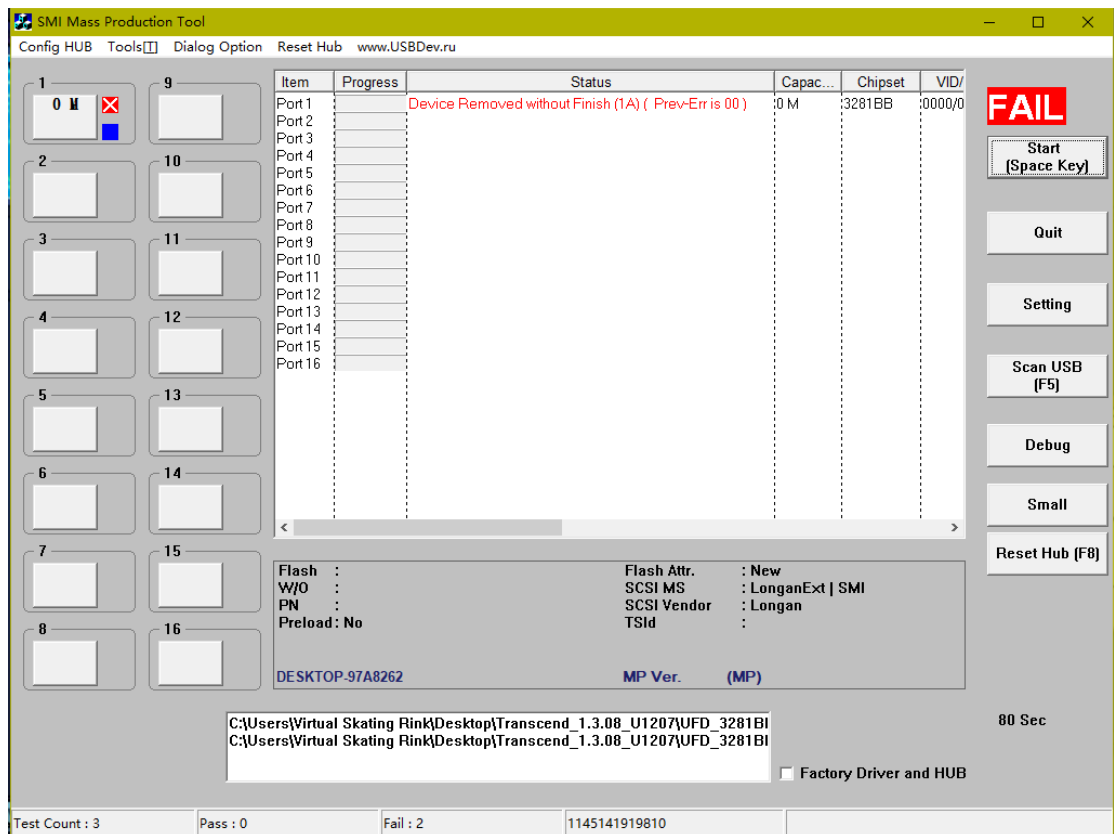 SMI Mass Production Tool
Config HUB Tools[T] Dialog Option Reset Hub www.USBDev.ru
1
0 M
9
2
10
3
11
4
12
5
13
6
14
7
15
8
16
Item Progress Status Capac... Chipset VID/
Port 1 Device Removed without Finish (1A) ( Prev-Err is 00 ) 0 M 3281BB 0000/0
Port 2
Port 3
Port 4
Port 5
Port 6
Port 7
Port 8
Port 9
Port 10
Port 11
Port 12
Port 13
Port 14
Port 15
Port 16
FAIL
Start
(Space Key)
Quit
Setting
Scan USB
(F5)
Debug
Small
Reset Hub (F8)
Flash : Flash Attr. : New
W/O : SCSI MS : LonganExt | SMI
PN : SCSI Vendor : Longan
Preload : No TSId :
DESKTOP-97A8262 MP Ver. (MP)
C:\Users\Virtual Skating Rink\Desktop\Transcend_1.3.08_U1207\UFD_3281BI
C:\Users\Virtual Skating Rink\Desktop\Transcend_1.3.08_U1207\UFD_3281BI
80 Sec
Factory Driver and HUB
Test Count : 3 Pass : 0 Fail : 2 1145141919810